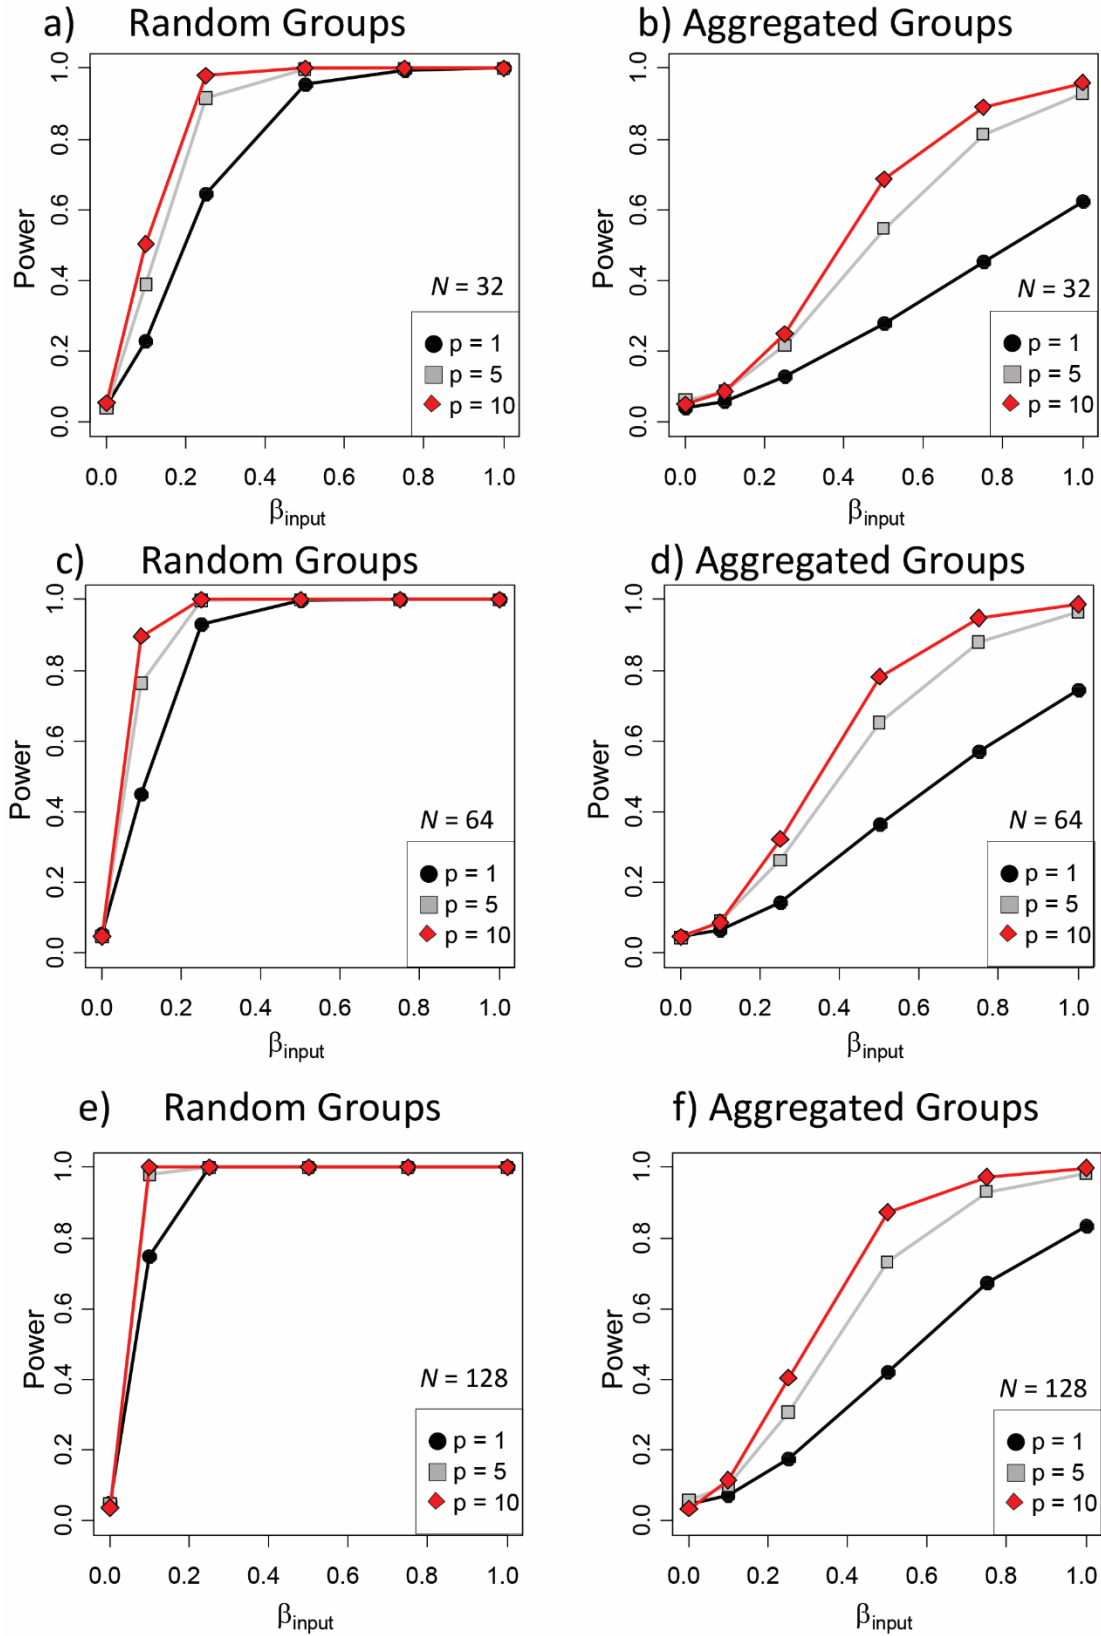 a) Random Groups
Power
1.0
0.8
0.6
0.4
0.2
0.0
N = 32
p = 1
p = 5
p = 10
0.0 0.2 0.4 0.6 0.8 1.0
βinput
b) Aggregated Groups
Power
1.0
0.8
0.6
0.4
0.2
0.0
N = 32
p = 1
p = 5
p = 10
0.0 0.2 0.4 0.6 0.8 1.0
βinput
c) Random Groups
Power
1.0
0.8
0.6
0.4
0.2
0.0
N = 64
p = 1
p = 5
p = 10
0.0 0.2 0.4 0.6 0.8 1.0
βinput
d) Aggregated Groups
Power
1.0
0.8
0.6
0.4
0.2
0.0
N = 64
p = 1
p = 5
p = 10
0.0 0.2 0.4 0.6 0.8 1.0
βinput
e) Random Groups
Power
1.0
0.8
0.6
0.4
0.2
0.0
N = 128
p = 1
p = 5
p = 10
0.0 0.2 0.4 0.6 0.8 1.0
βinput
f) Aggregated Groups
Power
1.0
0.8
0.6
0.4
0.2
0.0
N = 128
p = 1
p = 5
p = 10
0.0 0.2 0.4 0.6 0.8 1.0
βinput